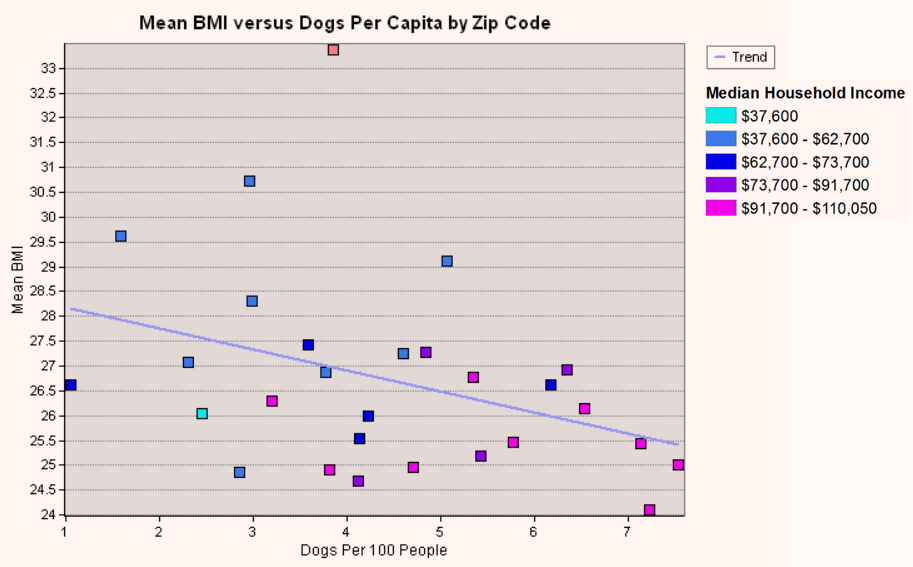 Mean BMI versus Dogs Per Capita by Zip Code
Trend
Median Household Income
$37,600
$37,600 - $62,700
$62,700 - $73,700
$73,700 - $91,700
$91,700 - $110,050
Mean BMI
33
32.5
32
31.5
31
30.5
30
29.5
29
28.5
28
27.5
27
26.5
26
25.5
25
24.5
24
1 2 3 4 5 6 7
Dogs Per 100 People